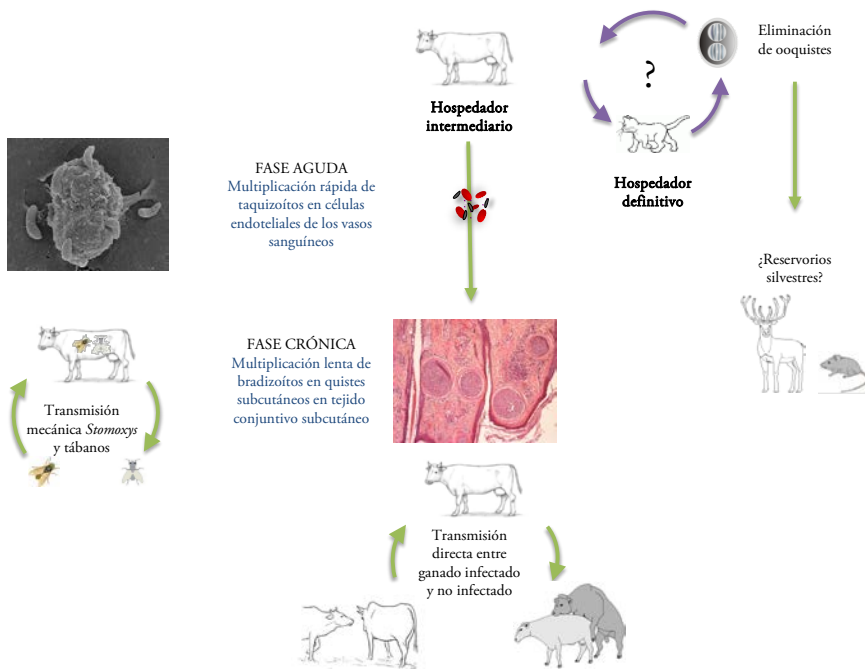 Hospedador
intermediario
?
Hospedador
definitivo
Eliminación
de ooquistes
FASE AGUDA
Multiplicación rápida de
taquizoítos en células
endoteliales de los vasos
sanguíneos
¿Reservorios
silvestres?
FASE CRÓNICA
Multiplicación lenta de
bradizoítos en quistes
subcutáneos en tejido
conjuntivo subcutáneo
Transmisión
mecánica Stomoxys
y tábanos
Transmisión
directa entre
ganado infectado
y no infectado